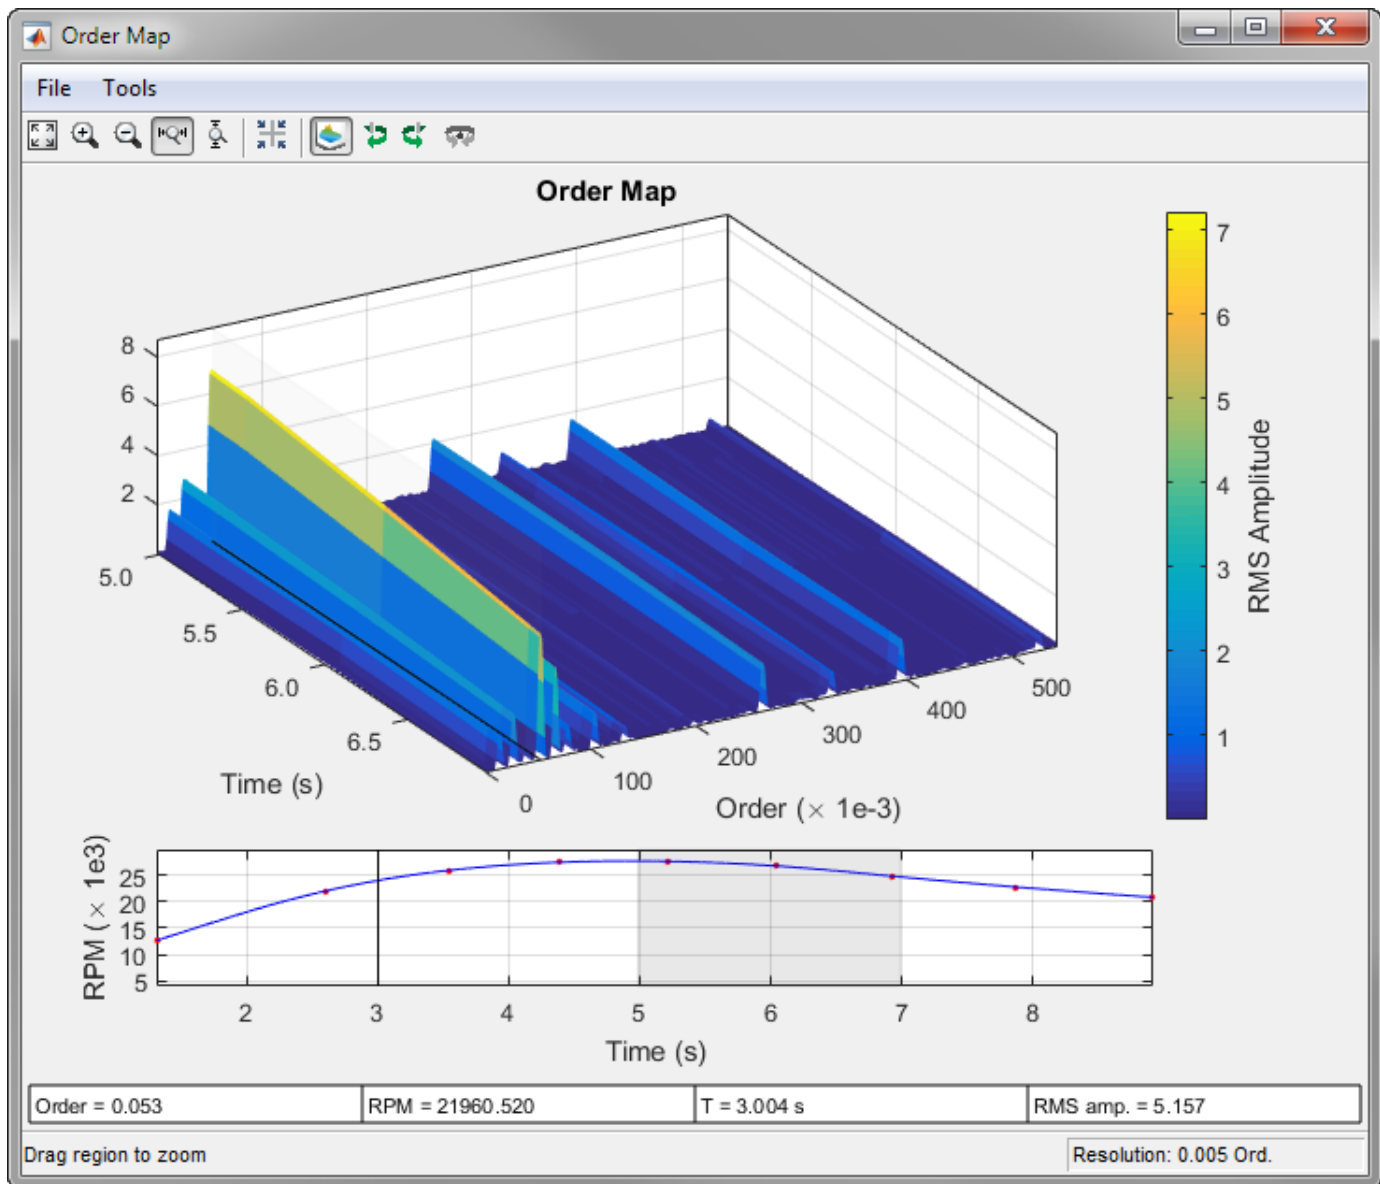 Order Map
File Tools
Order Map
8
6
4
2
5.0
5.5
6.0
6.5
Time (s)
0
100
200
300
400
500
Order (× 1e-3)
7
6
5
4
3
2
1
RMS Amplitude
RPM (× 1e3)
25
20
15
10
5
2 3 4 5 6 7 8
Time (s)
Order = 0.053 RPM = 21960.520 T = 3.004 s RMS amp. = 5.157
Drag region to zoom Resolution: 0.005 Ord.